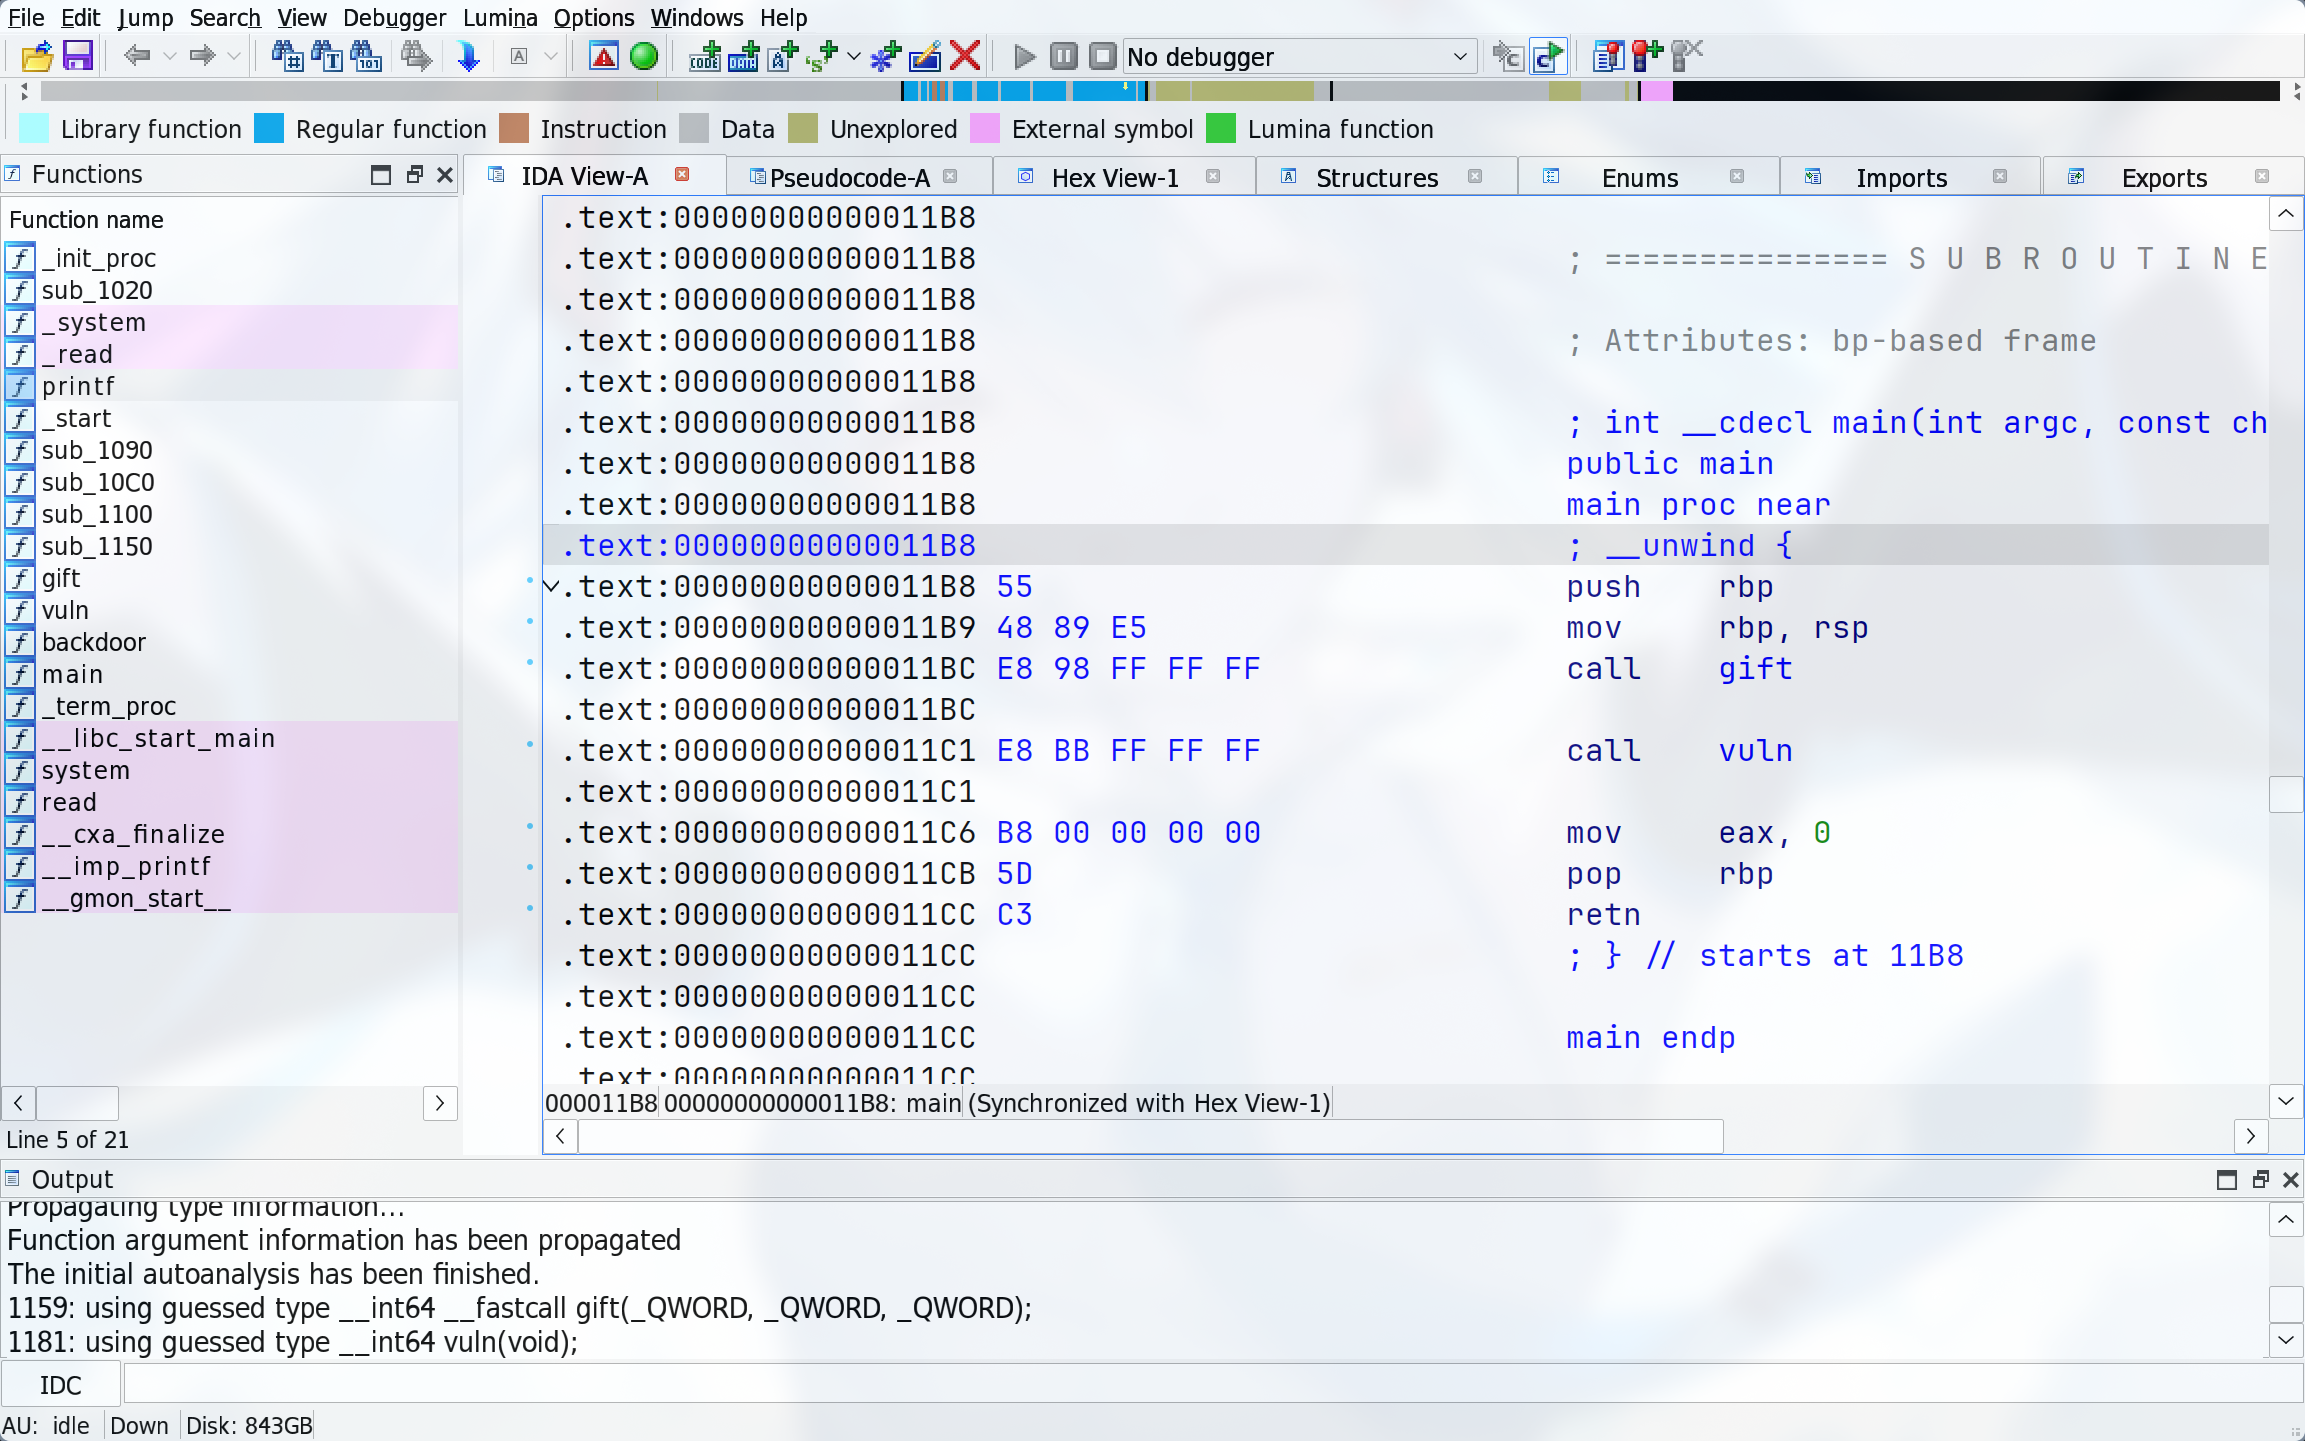 File Edit Jump Search View Debugger Lumina Options Windows Help
No debugger
Library function Regular function Instruction Data Unexplored External symbol Lumina function
Functions
Function name
_init_proc
sub_1020
_system
_read
printf
_start
sub_1090
sub_10C0
sub_1100
sub_1150
gift
vuln
backdoor
main
_term_proc
__libc_start_main
system
read
__cxa_finalize
__imp_printf
__gmon_start__
Line 5 of 21
IDA View-A Pseudocode-A Hex View-1 Structures Enums Imports Exports
.text:00000000000011B8
.text:00000000000011B8 ; =============== S U B R O U T I N E
.text:00000000000011B8
.text:00000000000011B8 ; Attributes: bp-based frame
.text:00000000000011B8
.text:00000000000011B8 ; int __cdecl main(int argc, const ch
.text:00000000000011B8 public main
.text:00000000000011B8 main proc near
.text:00000000000011B8 ; __unwind {
.text:00000000000011B8 55 push rbp
.text:00000000000011B9 48 89 E5 mov rbp, rsp
.text:00000000000011BC E8 98 FF FF FF call gift
.text:00000000000011BC
.text:00000000000011C1 E8 BB FF FF FF call vuln
.text:00000000000011C1
.text:00000000000011C6 B8 00 00 00 00 mov eax, 0
.text:00000000000011CB 5D pop rbp
.text:00000000000011CC C3 retn
.text:00000000000011CC ; } // starts at 11B8
.text:00000000000011CC
.text:00000000000011CC main endp
.text:00000000000011CC
000011B8 00000000000011B8: main (Synchronized with Hex View-1)
Output
Propagating type information...
Function argument information has been propagated
The initial autoanalysis has been finished.
1159: using guessed type __int64 __fastcall gift(_QWORD, _QWORD, _QWORD);
1181: using guessed type __int64 vuln(void);
IDC
AU: idle Down Disk: 843GB